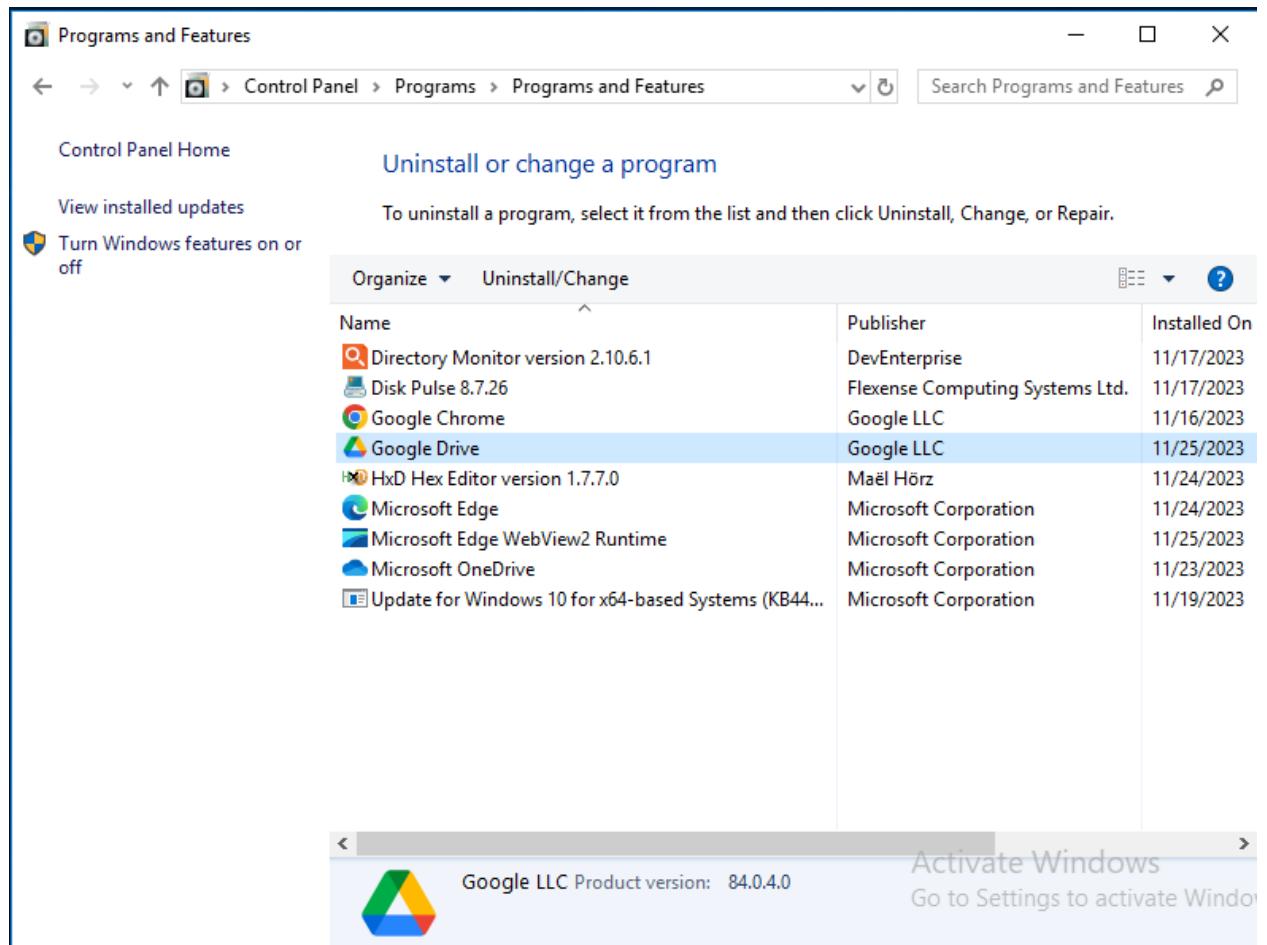 Programs and Features
Control Panel > Programs > Programs and Features
Search Programs and Features
Control Panel Home
View installed updates
Turn Windows features on or
off
Uninstall or change a program
To uninstall a program, select it from the list and then click Uninstall, Change, or Repair.
Organize Uninstall/Change
Name Publisher Installed On
Directory Monitor version 2.10.6.1 DevEnterprise 11/17/2023
Disk Pulse 8.7.26 Flexense Computing Systems Ltd. 11/17/2023
Google Chrome Google LLC 11/16/2023
Google Drive Google LLC 11/25/2023
HxD Hex Editor version 1.7.7.0 Maël Hörz 11/24/2023
Microsoft Edge Microsoft Corporation 11/24/2023
Microsoft Edge WebView2 Runtime Microsoft Corporation 11/25/2023
Microsoft OneDrive Microsoft Corporation 11/23/2023
Update for Windows 10 for x64-based Systems (KB44... Microsoft Corporation 11/19/2023
Google LLC Product version: 84.0.4.0
Activate Windows
Go to Settings to activate Windo